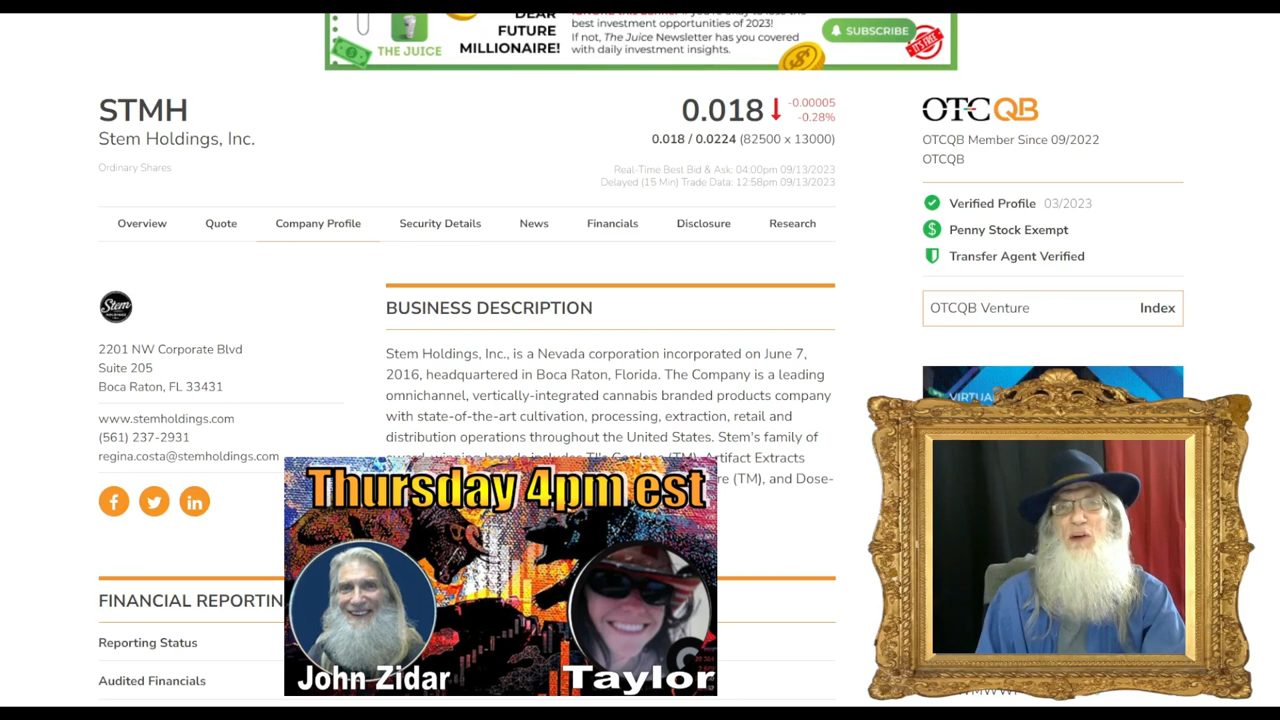 DEAR
FUTURE
MILLIONAIRE!
THE JUICE
best investment opportunities of 2023!
If not, The Juice Newsletter has you covered
with daily investment insights.
SUBSCRIBE
IT'S FREE
STMH
Stem Holdings, Inc.
Ordinary Shares
0.018
-0.00005
-0.28%
0.018 / 0.0224 (82500 x 13000)
Real-Time Best Bid & Ask: 04:00pm 09/13/2023
Delayed (15 Min) Trade Data: 12:58pm 09/13/2023
OTCQB
OTCQB Member Since 09/2022
OTCQB
Verified Profile 03/2023
Penny Stock Exempt
Transfer Agent Verified
OTCQB Venture Index
Overview Quote Company Profile Security Details News Financials Disclosure Research
Stem
HOLDINGS
2201 NW Corporate Blvd
Suite 205
Boca Raton, FL 33431
www.stemholdings.com
(561) 237-2931
regina.costa@stemholdings.com
BUSINESS DESCRIPTION
Stem Holdings, Inc., is a Nevada corporation incorporated on June 7,
2016, headquartered in Boca Raton, Florida. The Company is a leading
omnichannel, vertically-integrated cannabis branded products company
with state-of-the-art cultivation, processing, extraction, retail and
distribution operations throughout the United States. Stem's family of
Artifact Extracts
(TM), and Dose-
VIRTUA
Thursday 4pm est
John Zidar
Taylor
FINANCIAL REPORTIN
Reporting Status
Audited Financials